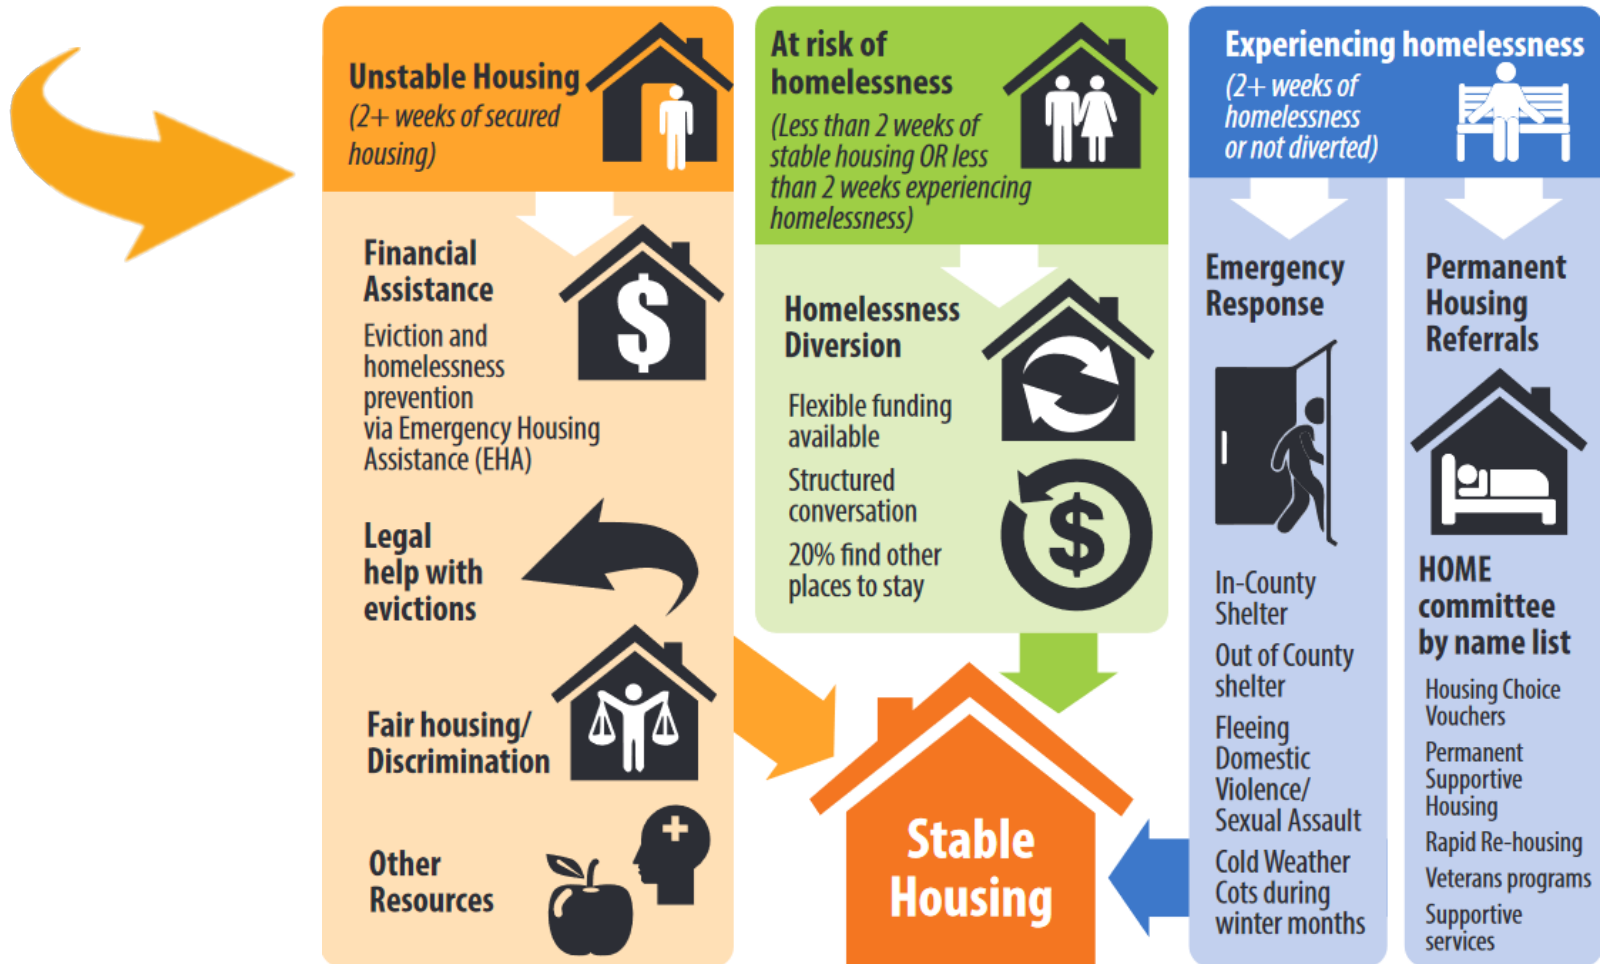 Unstable Housing
(2+ weeks of secured
housing)
Financial
Assistance
$
Eviction and
homelessness
prevention
via Emergency Housing
Assistance (EHA)
Legal
help with
evictions
Fair housing/
Discrimination
Other
Resources
At risk of
homelessness
(Less than 2 weeks of
stable housing OR less
than 2 weeks experiencing
homelessness)
Homelessness
Diversion
Flexible funding
available
Structured
conversation
$
20% find other
places to stay
Stable
Housing
Experiencing homelessness
(2+ weeks of
homelessness
or not diverted)
Emergency
Response
In-County
Shelter
Out of County
shelter
Fleeing
Domestic
Violence/
Sexual Assault
Cold Weather
Cots during
winter months
Permanent
Housing
Referrals
HOME
committee
by name list
Housing Choice
Vouchers
Permanent
Supportive
Housing
Rapid Re-housing
Veterans programs
Supportive
services